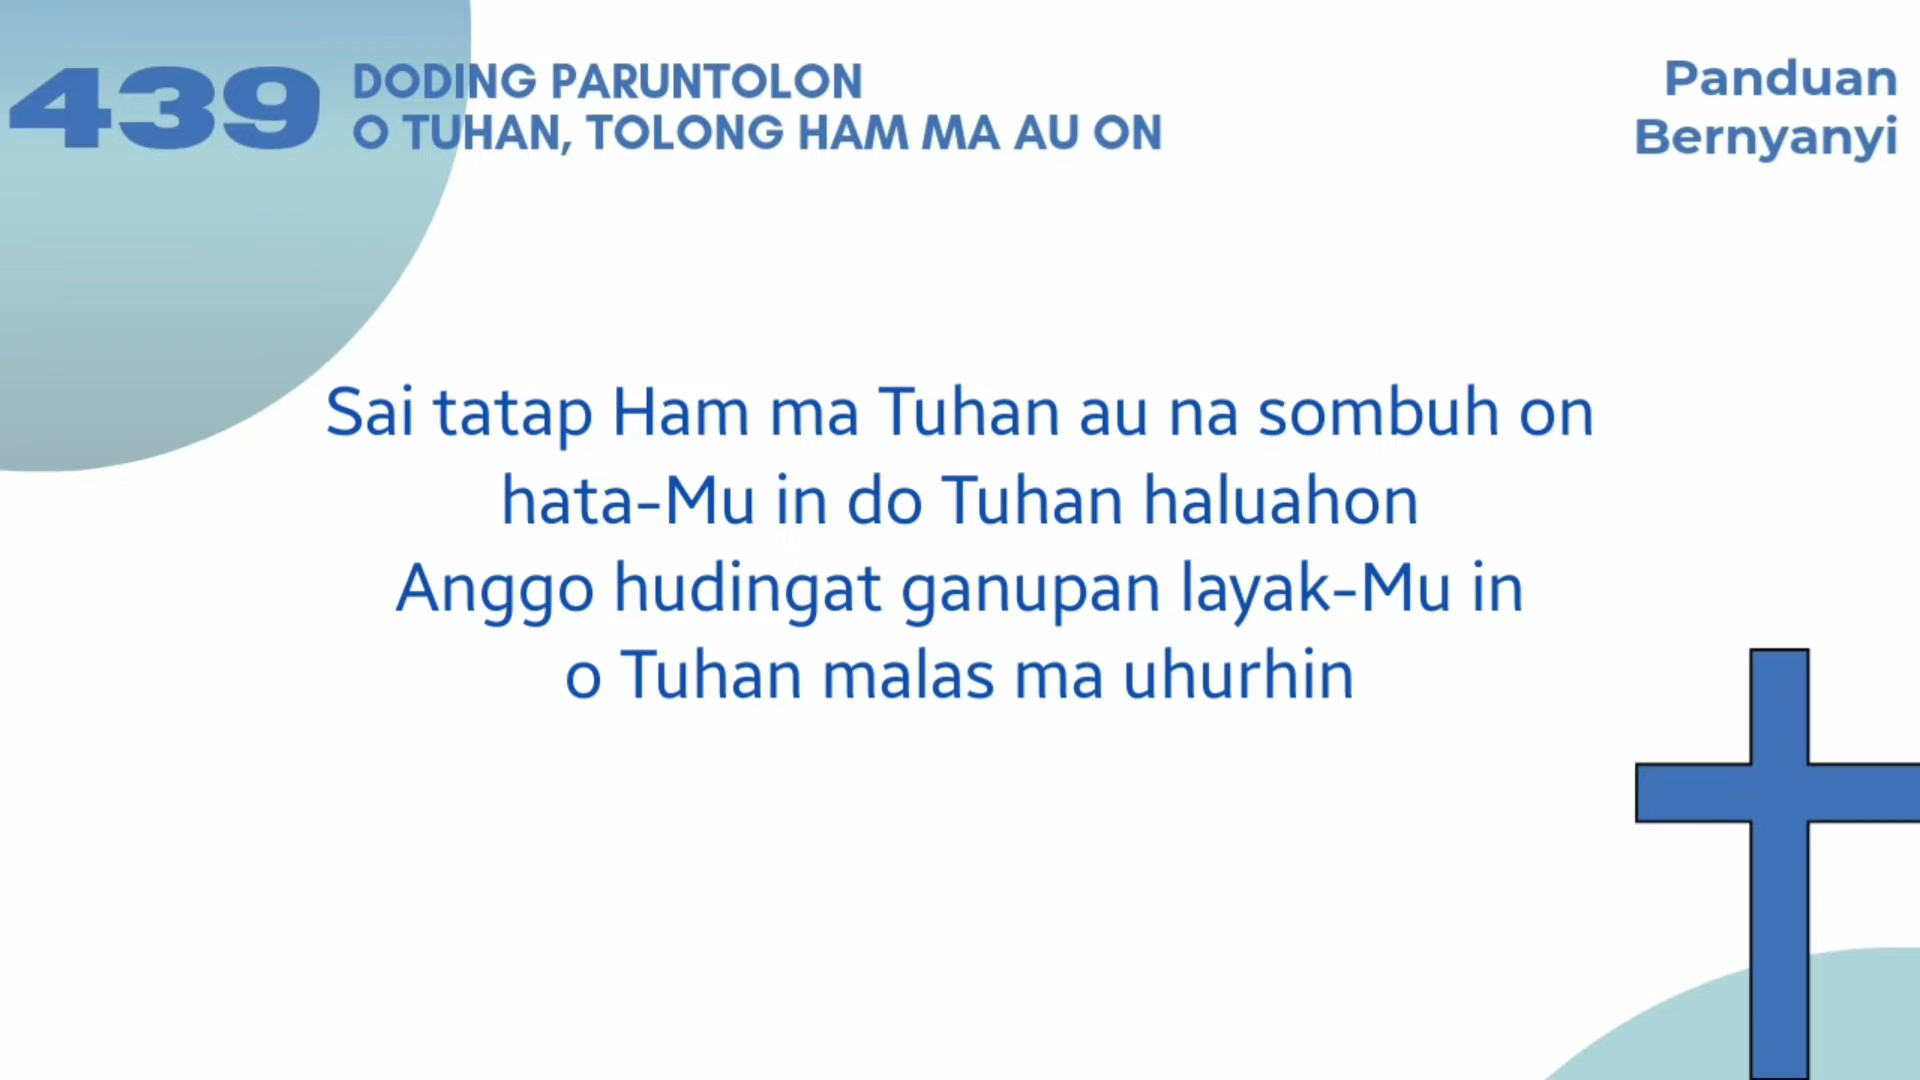 439
DODING PARUNTOLON
O TUHAN, TOLONG HAM MA AU ON
Panduan
Bernyanyi
Sai tatap Ham ma Tuhan au na sombuh on
hata-Mu in do Tuhan haluahon
Anggo hudingat ganupan layak-Mu in
o Tuhan malas ma uhurhin